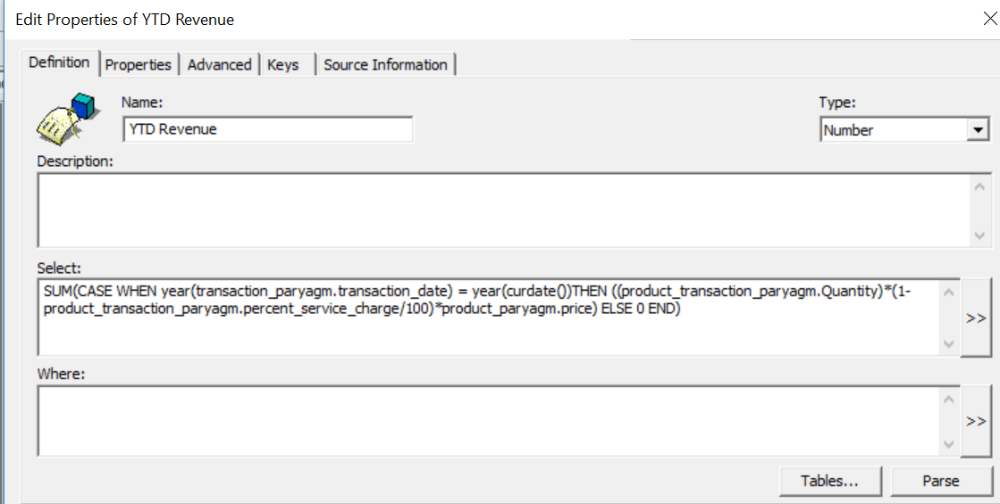 Edit Properties of YTD Revenue
Definition Properties Advanced Keys Source Information
Name: Type:
YTD Revenue Number
Description:
Select:
SUM(CASE WHEN year(transaction_paryagm.transaction_date) = year(curdate())THEN ((product_transaction_paryagm.Quantity)*(1-
product_transaction_paryagm.percent_service_charge/100)*product_paryagm.price) ELSE 0 END)
>>
Where:
>>
Tables... Parse